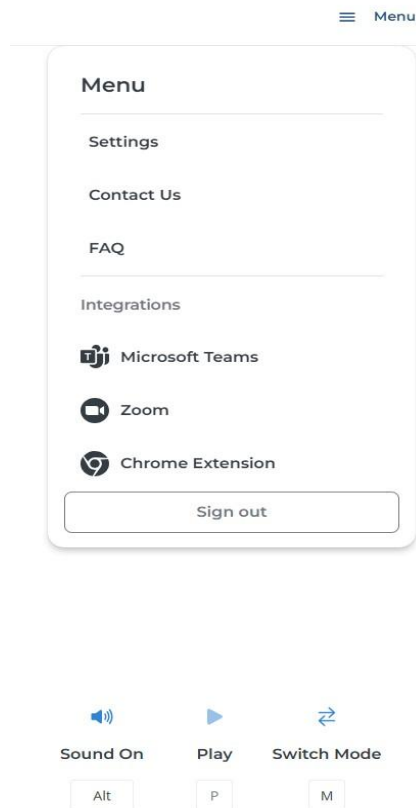 Menu
Menu
Settings
Contact Us
FAQ
Integrations
Microsoft Teams
Zoom
Chrome Extension
Sign out
Sound On Play Switch Mode
Alt P M